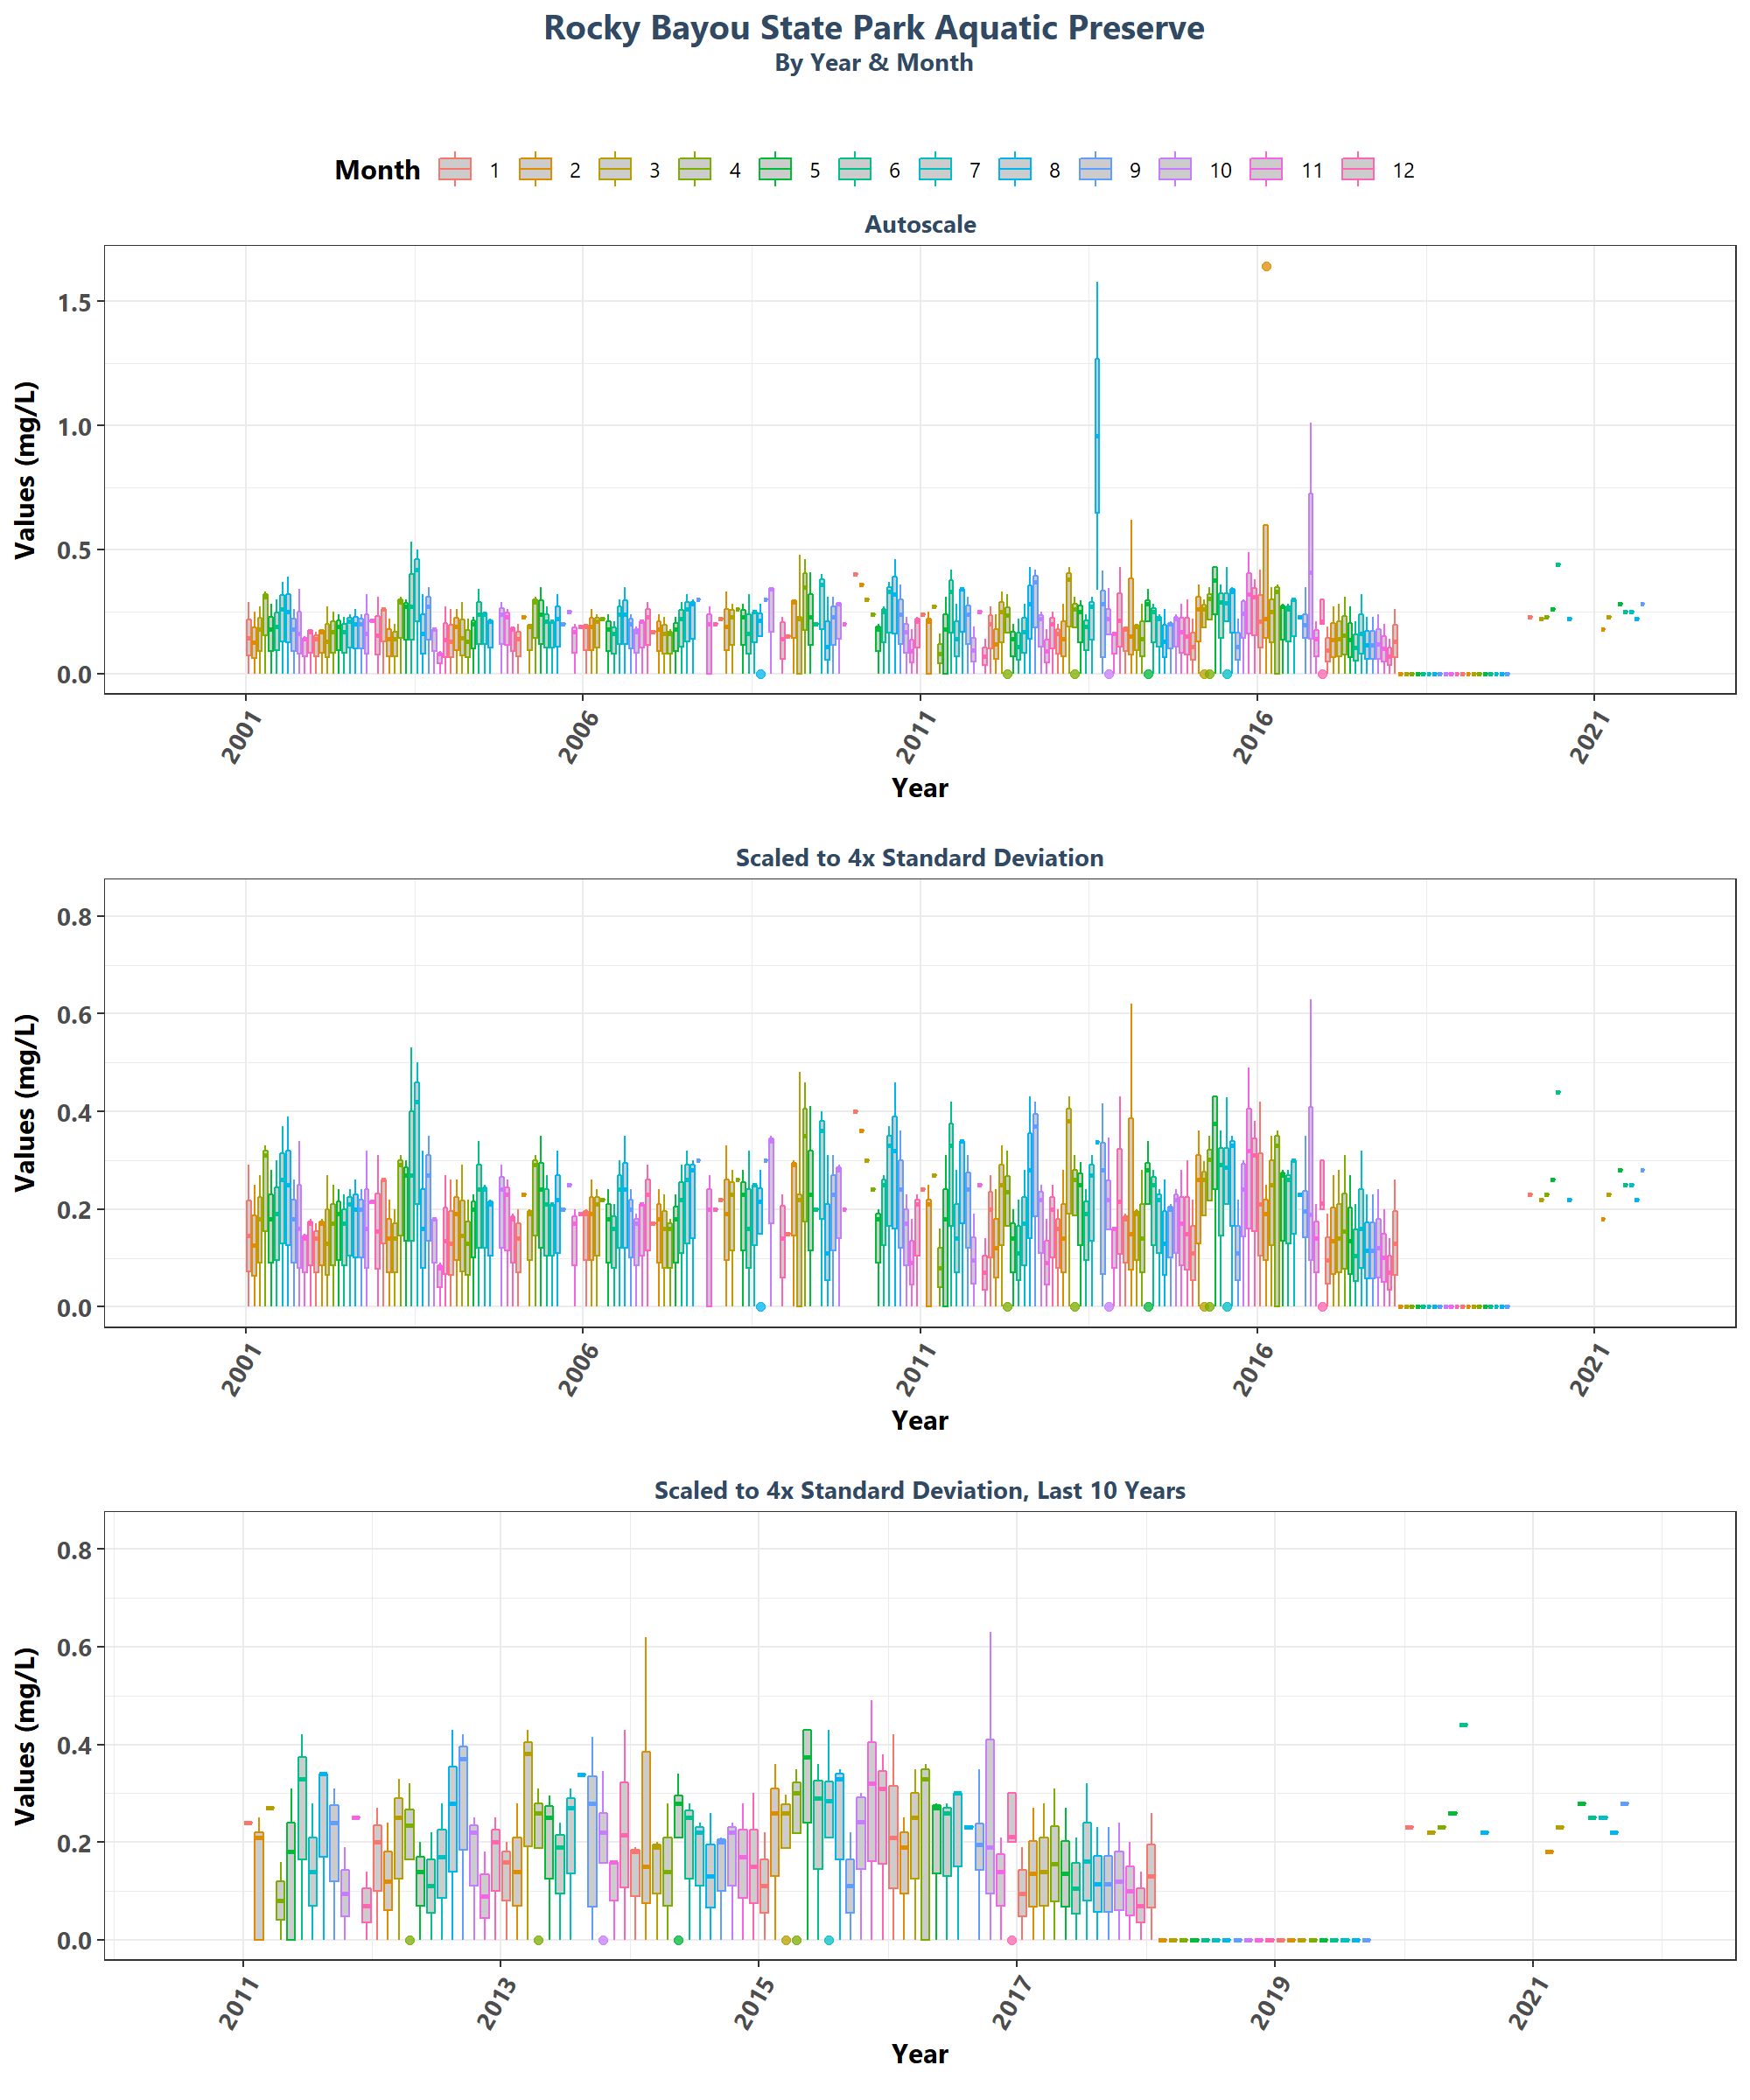 Rocky Bayou State Park Aquatic Preserve
By Year & Month
Month 1 2 3 4 5 6 7 8 9 10 11 12
Autoscale
Values (mg/L)
1.5
1.0
0.5
0.0
2001 2006 2011 2016 2021
Year
Scaled to 4x Standard Deviation
Values (mg/L)
0.8
0.6
0.4
0.2
0.0
2001 2006 2011 2016 2021
Year
Scaled to 4x Standard Deviation, Last 10 Years
Values (mg/L)
0.8
0.6
0.4
0.2
0.0
2011 2013 2015 2017 2019 2021
Year